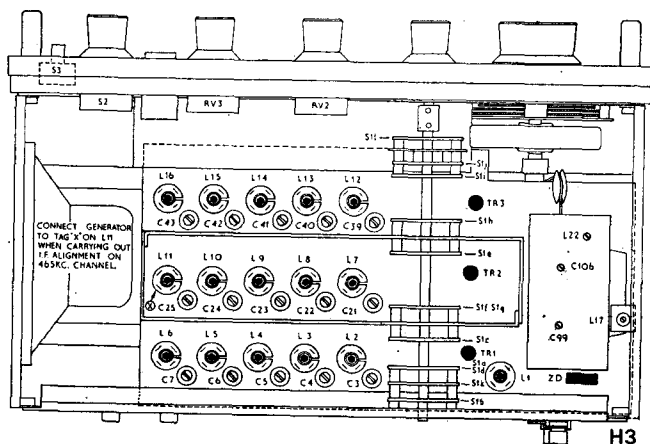 S3
S2
RV3
RV2
S1l
S1j
S1i
L16 L15 L14 L13 L12
TR3
C43 C42 C41 C40 C39
S1h
CONNECT GENERATOR
TO TAG 'X' ON L11
WHEN CARRYING OUT
I.F. ALIGNMENT ON
465KC. CHANNEL.
L22
S1e
L11 L10 L9 L8 L7
TR2
C106
X
C25 C24 C23 C22 C21
S1f S1g
L17
C99
L6 L5 L4 L3 L2
S1c
TR1
S1a
S1d
C7 C6 C5 C4 C3
S1k
L1
ZD
S1b
H3